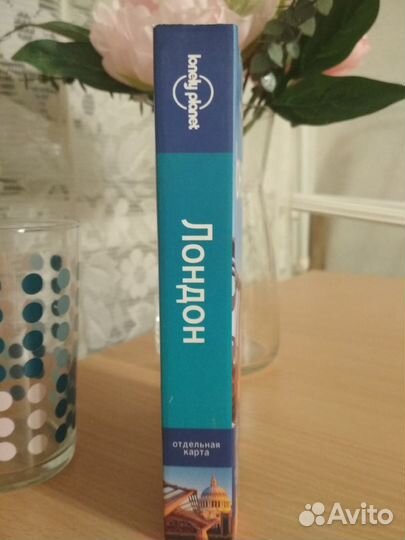 lonely planet
Лондон
отдельная
карта
Avito